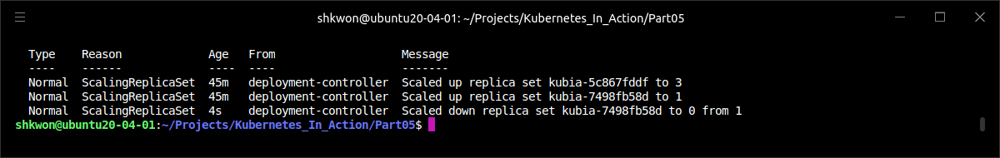 shkwon@ubuntu20-04-01: ~/Projects/Kubernetes_In_Action/Part05
Type    Reason             Age   From                   Message
----    ------             ----  ----                   -------
Normal  ScalingReplicaSet  45m   deployment-controller  Scaled up replica set kubia-5c867fddf to 3
Normal  ScalingReplicaSet  45m   deployment-controller  Scaled up replica set kubia-7498fb58d to 1
Normal  ScalingReplicaSet  4s    deployment-controller  Scaled down replica set kubia-7498fb58d to 0 from 1
shkwon@ubuntu20-04-01:~/Projects/Kubernetes_In_Action/Part05$